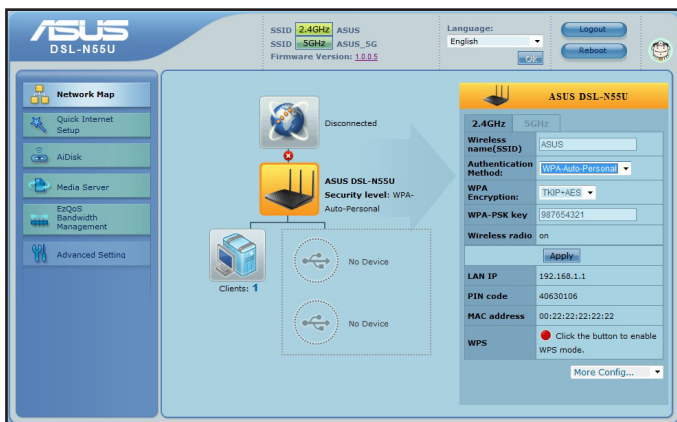 ASUS
DSL-N55U
SSID 2.4GHz ASUS
SSID 5GHz ASUS_5G
Firmware Version: 1.0.0.5
Language:
English
OK
Logout
Reboot
Network Map
Quick Internet
Setup
AiDisk
Media Server
EzQoS
Bandwidth
Management
Advanced Setting
Disconnected
ASUS DSL-N55U
Security level: WPA-
Auto-Personal
Clients: 1
No Device
No Device
ASUS DSL-N55U
2.4GHz 5GHz
Wireless
name(SSID) ASUS
Authentication
Method: WPA-Auto-Personal
WPA
Encryption: TKIP+AES
WPA-PSK key 987654321
Wireless radio on
Apply
LAN IP 192.168.1.1
PIN code 40630106
MAC address 00:22:22:22:22:22
WPS Click the button to enable
WPS mode.
More Config...